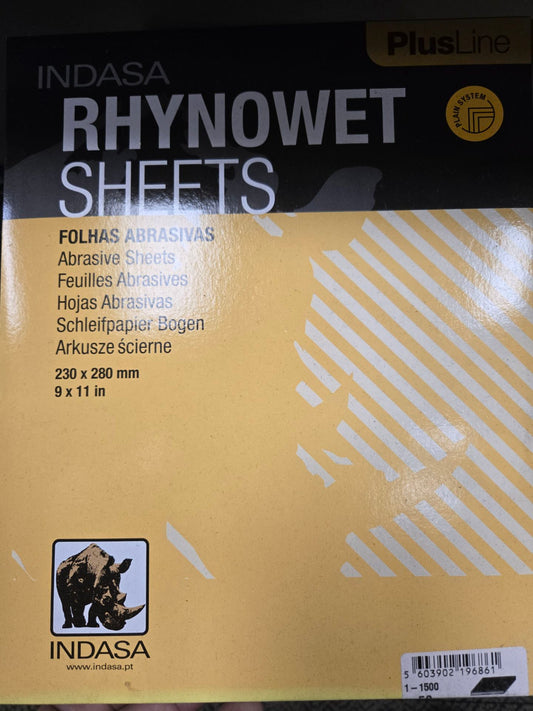 PlusLine
INDASA
RHYNOWET
SHEETS
PLAIN SYSTEM
FOLHAS ABRASIVAS
Abrasive Sheets
Feuilles Abrasives
Hojas Abrasivas
Schleifpapier Bogen
Arkusze ścierne
230 x 280 mm
9 x 11 in
INDASA
www.indasa.pt
5 603902 196861
1 – 1500